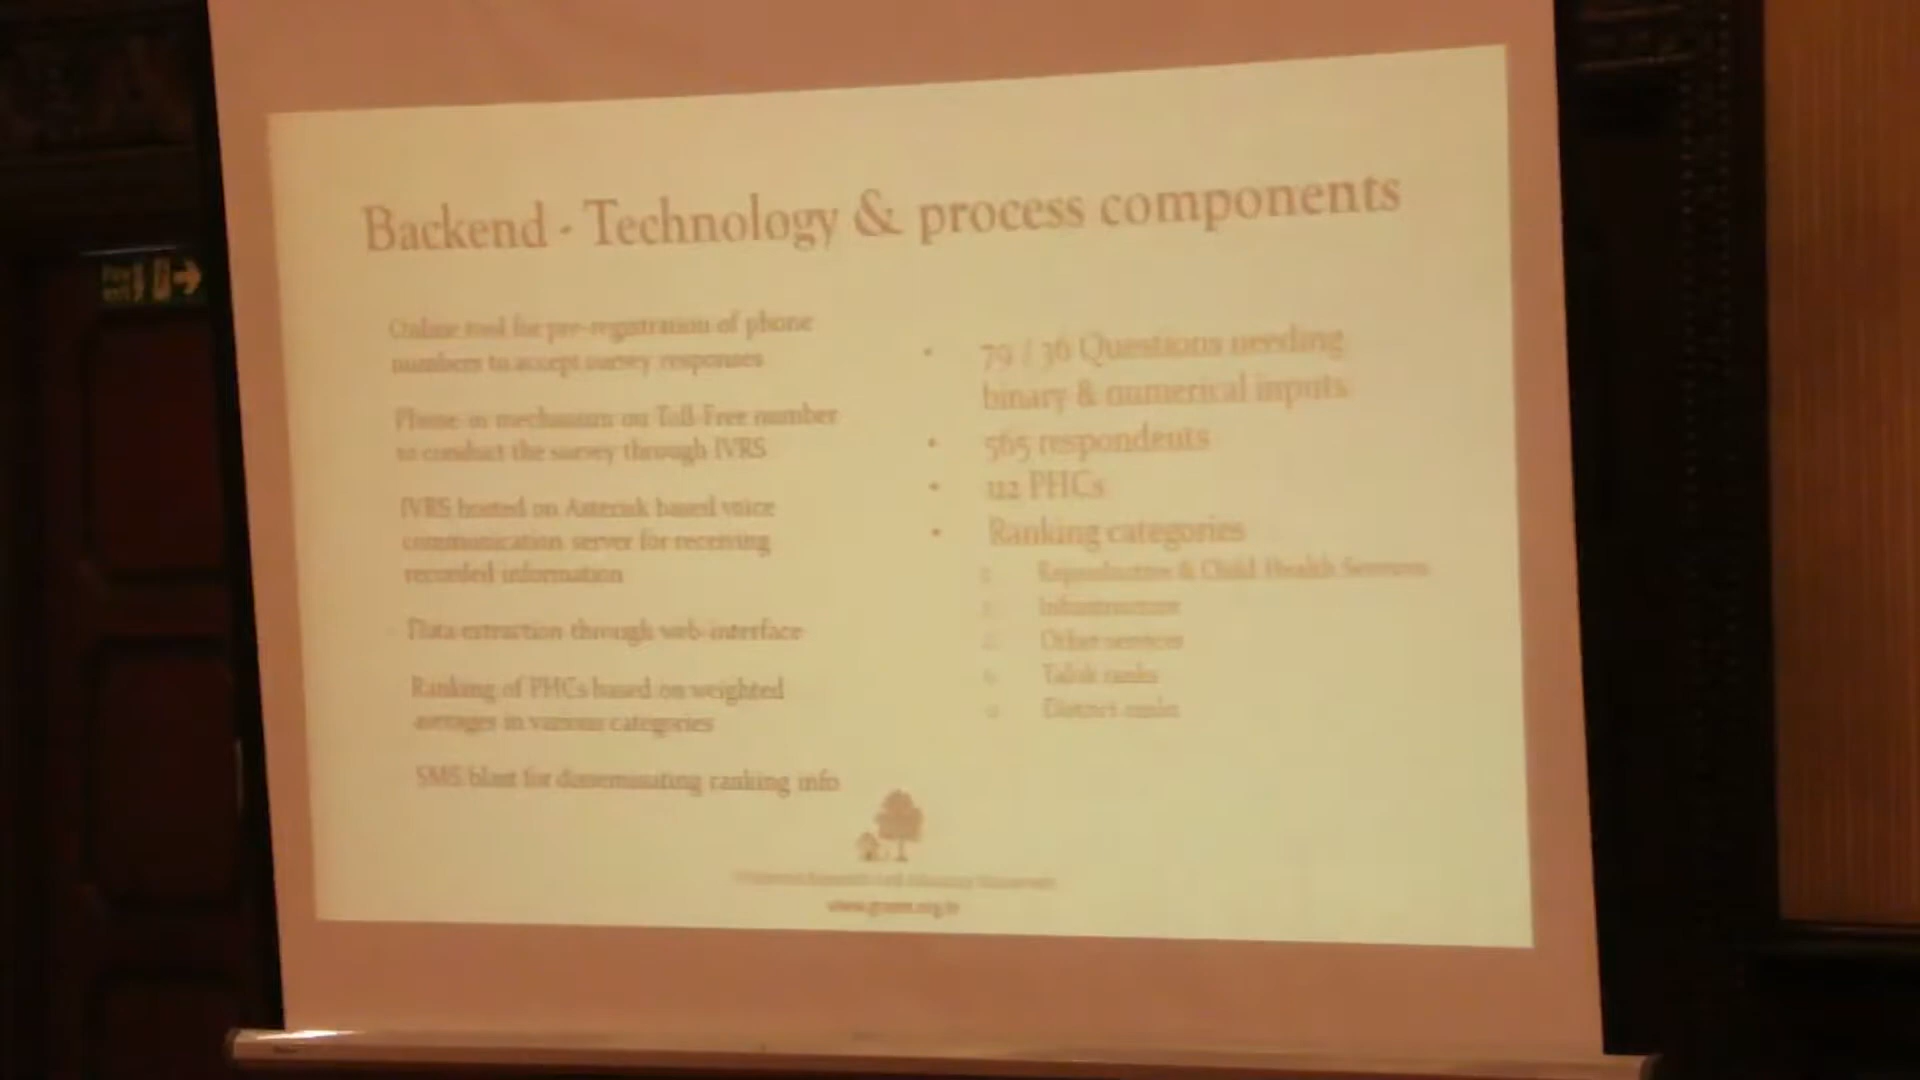 Backend - Technology & process components
Online tool for pre-registration of phone
numbers to accept survey responses
Phone-in mechanism on Toll Free number
to conduct the survey through IVRS
IVRS hosted on Asterisk based voice
communication server for receiving
recorded information
Data extraction through web-interface
Ranking of PHCs based on weighted
averages in various categories
SMS blast for disseminating ranking info
• 79 / 36 Questions needing
binary & numerical inputs
• 565 respondents
• 112 PHCs
• Ranking categories
Reproductive & Child Health Services
Infrastructure
Other services
Taluk ranks
District ranks